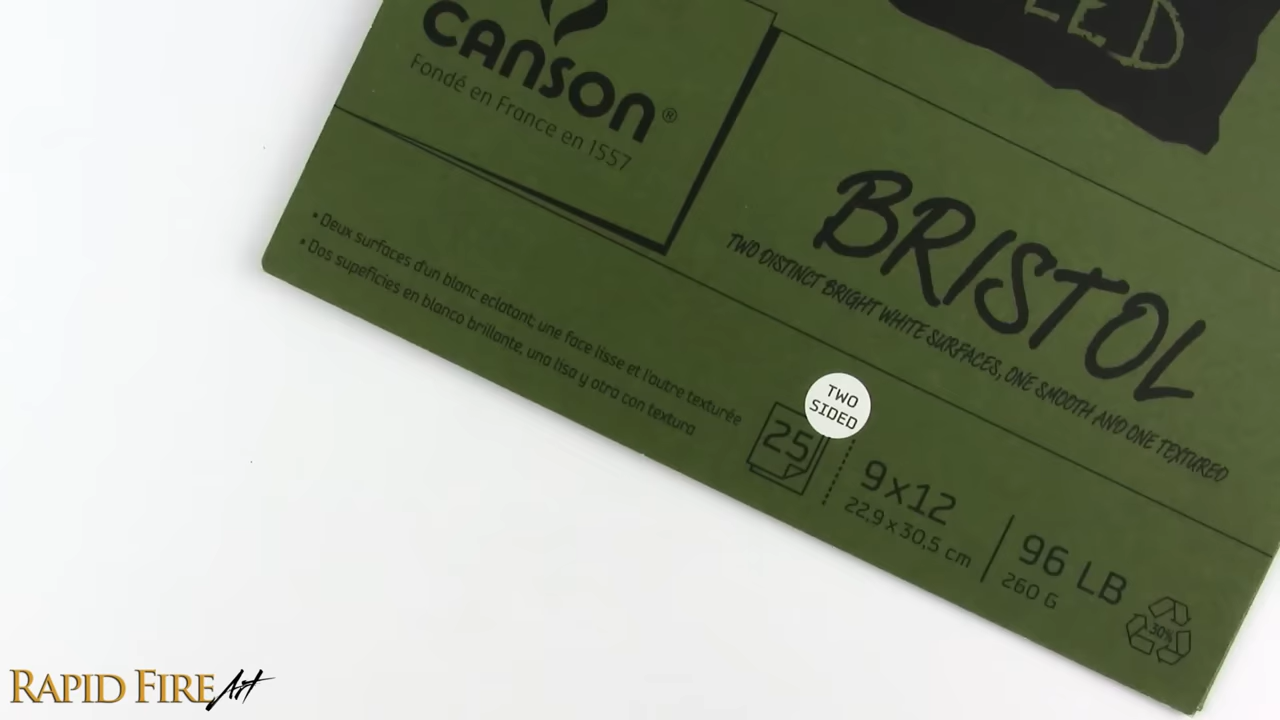 CANSON®
Fondé en France en 1557
BRISTOL
TWO DISTINCT BRIGHT WHITE SURFACES, ONE SMOOTH AND ONE TEXTURED
• Deux surfaces d'un blanc eclatant; une face lisse et l'autre texturée
• Dos supeficies en blanco brillante, una lisa y otra con textura
TWO
SIDED
25
9x12
22,9 x 30,5 cm
96 LB
260 G
30%
RAPID FIRE Art